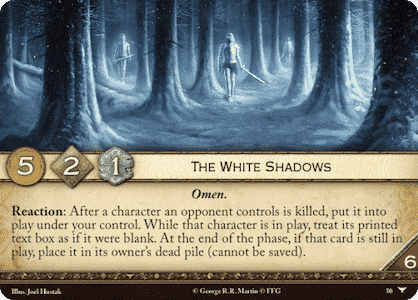 5 2 1 THE WHITE SHADOWS
Omen.
Reaction: After a character an opponent controls is killed, put it into
play under your control. While that character is in play, treat its printed
text box as if it were blank. At the end of the phase, if that card is still in
play, place it in its owner's dead pile (cannot be saved).
6
Illus. Joel Hustak © George R.R. Martin © FFG 50